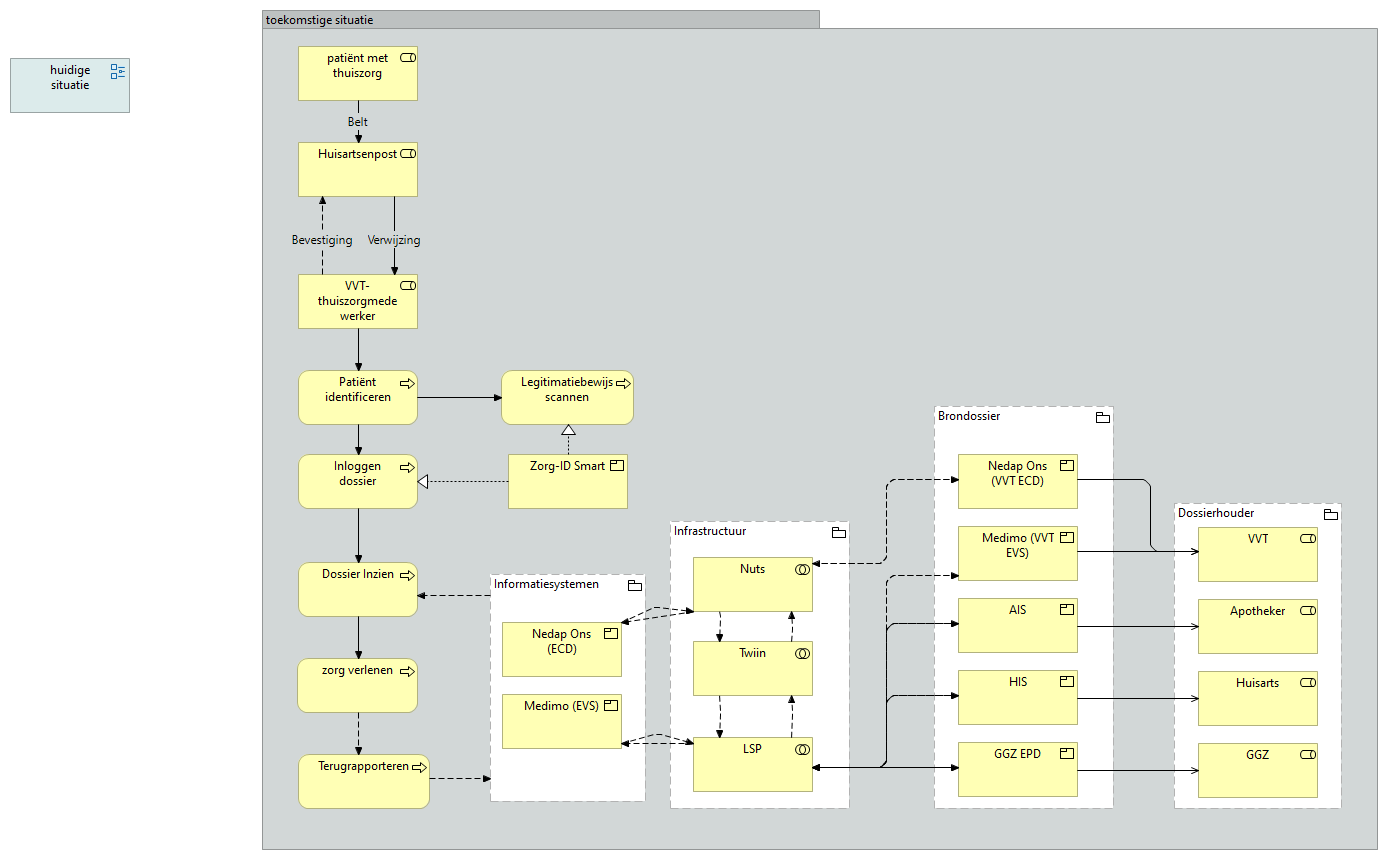 toekomstige situatie
huidige
situatie
patiënt met
thuiszorg
Belt
Huisartsenpost
Bevestiging
Verwijzing
VVT-
thuiszorgmede
werker
Patiënt
identificeren
Legitimatiebewijs
scannen
Inloggen
dossier
Zorg-ID Smart
Dossier Inzien
zorg verlenen
Terugrapporteren
Informatiesystemen
Nedap Ons
(ECD)
Medimo (EVS)
Infrastructuur
Nuts
Twiin
LSP
Brondossier
Nedap Ons
(VVT ECD)
Medimo (VVT
EVS)
AIS
HIS
GGZ EPD
Dossierhouder
VVT
Apotheker
Huisarts
GGZ